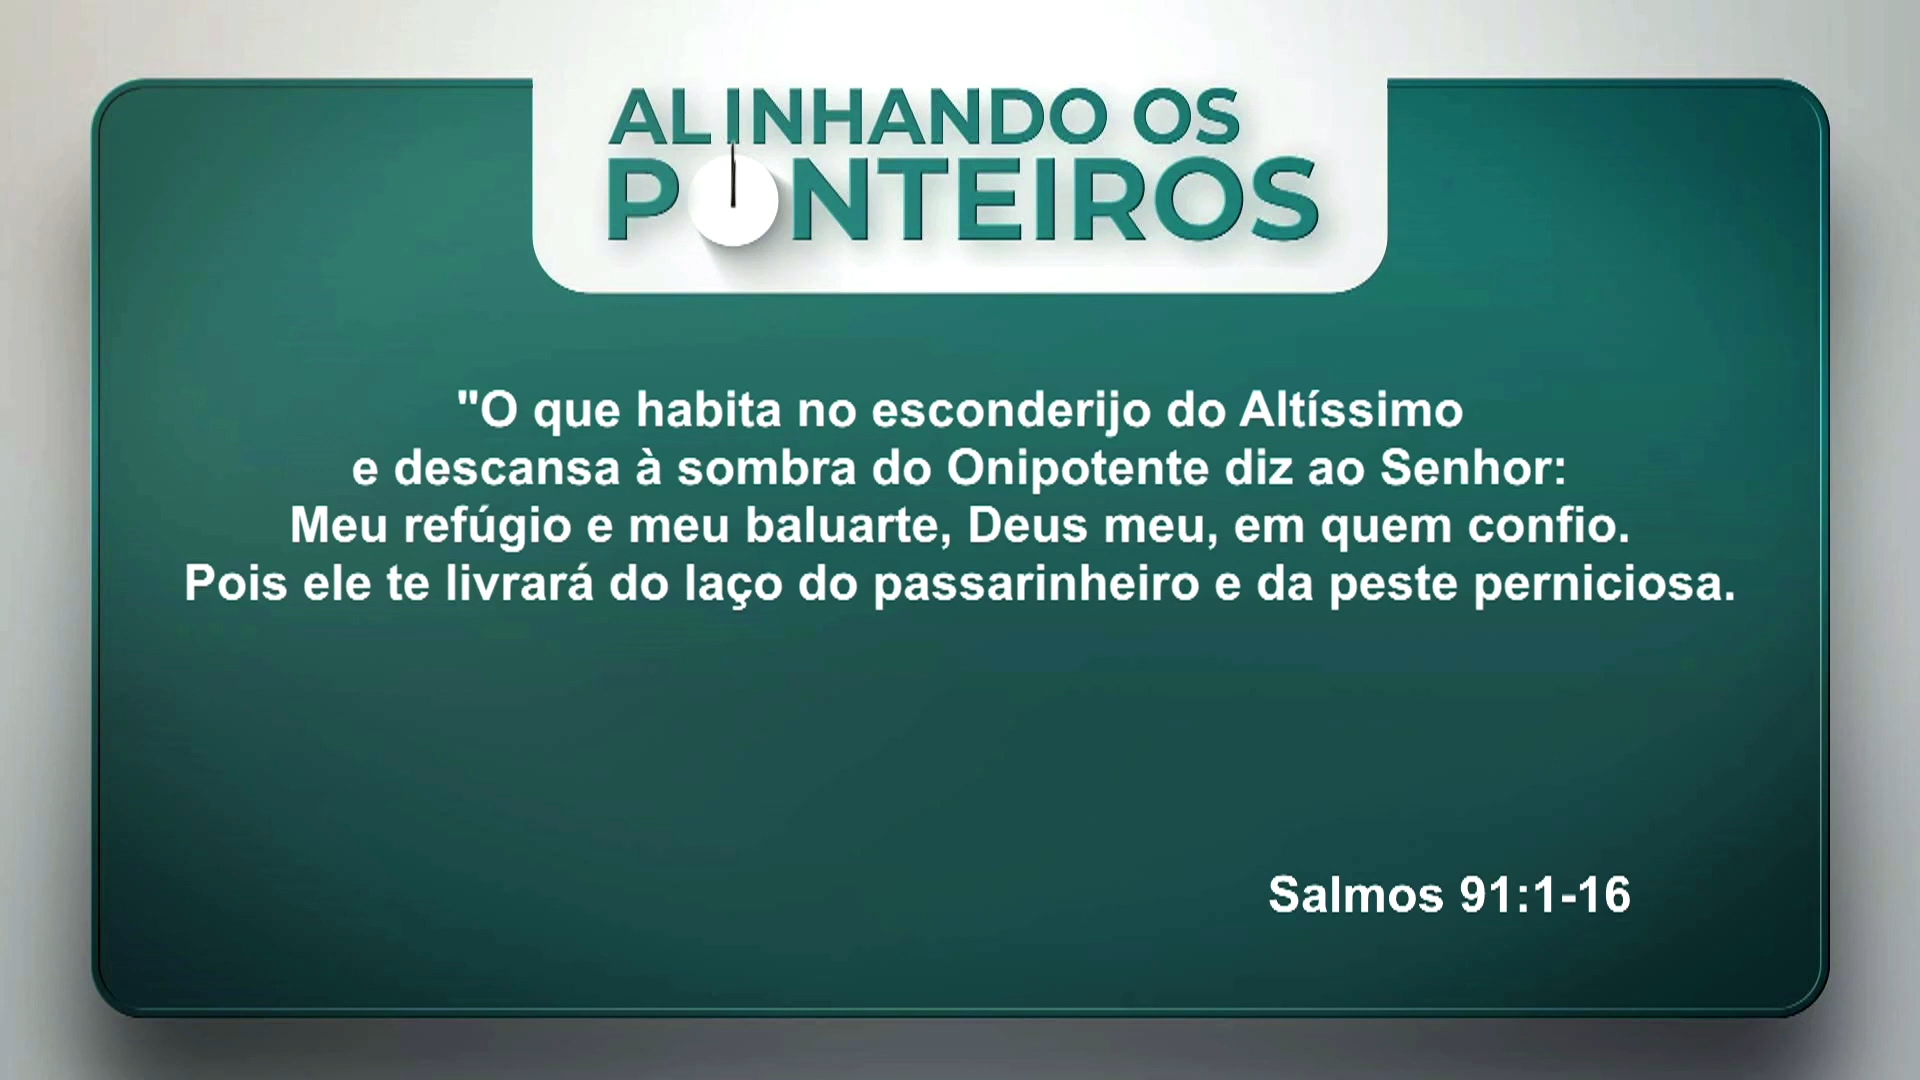 ALINHANDO OS
PONTEIROS
"O que habita no esconderijo do Altíssimo
e descansa à sombra do Onipotente diz ao Senhor:
Meu refúgio e meu baluarte, Deus meu, em quem confio.
Pois ele te livrará do laço do passarinheiro e da peste perniciosa.
Salmos 91:1-16